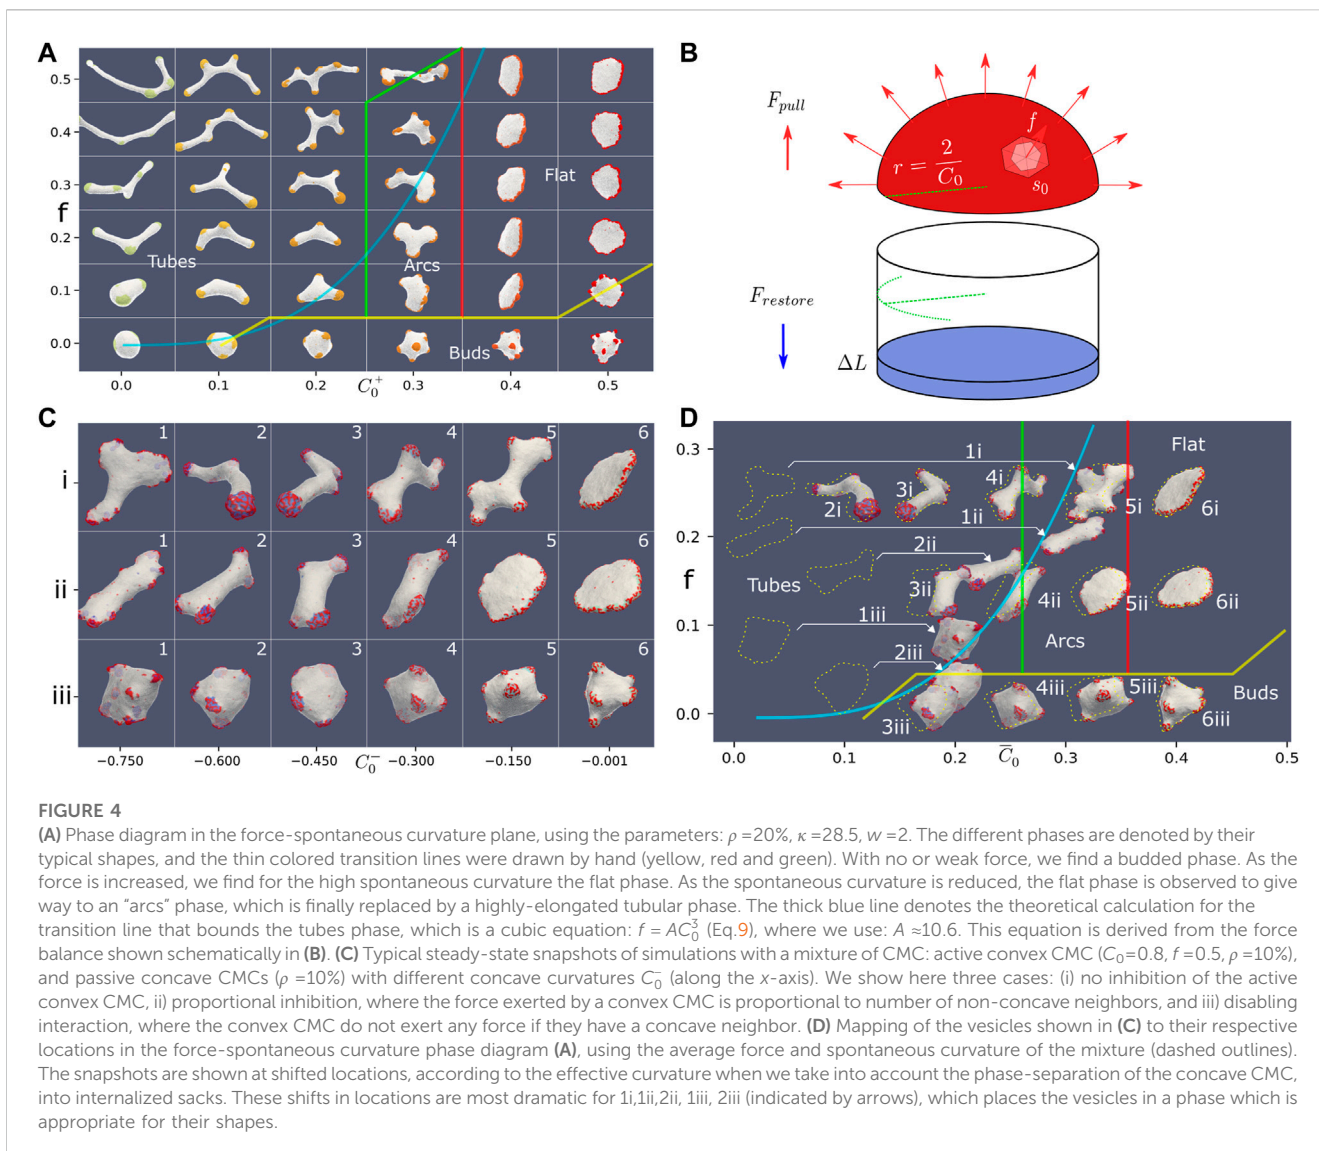 A
0.5
0.4
0.3
f
0.2
0.1
0.0
Flat
Tubes
Arcs
Buds
0.0 0.1 0.2 0.3 0.4 0.5
C₀⁺
B
F_pull
f
r = 2/C₀
s₀
F_restore
ΔL
C
i 1 2 3 4 5 6
ii 1 2 3 4 5 6
iii 1 2 3 4 5 6
−0.750 −0.600 −0.450 −0.300 −0.150 −0.001
C₀⁻
D
0.3
0.2
f
0.1
0.0
Flat
1i
2i 3i 4i 5i 6i
1ii
2ii
Tubes
3ii 4ii 5ii 6ii
1iii
Arcs
2iii
Buds
3iii 4iii 5iii 6iii
0.0 0.1 0.2 0.3 0.4 0.5
C̅₀
FIGURE 4
(A) Phase diagram in the force-spontaneous curvature plane, using the parameters: ρ =20%, κ =28.5, w =2. The different phases are denoted by their
typical shapes, and the thin colored transition lines were drawn by hand (yellow, red and green). With no or weak force, we find a budded phase. As the
force is increased, we find for the high spontaneous curvature the flat phase. As the spontaneous curvature is reduced, the flat phase is observed to give
way to an "arcs" phase, which is finally replaced by a highly-elongated tubular phase. The thick blue line denotes the theoretical calculation for the
transition line that bounds the tubes phase, which is a cubic equation: f = AC₀³ (Eq.9), where we use: A ≈10.6. This equation is derived from the force
balance shown schematically in (B). (C) Typical steady-state snapshots of simulations with a mixture of CMC: active convex CMC (C₀=0.8, f =0.5, ρ =10%),
and passive concave CMCs (ρ =10%) with different concave curvatures C₀⁻ (along the x-axis). We show here three cases: (i) no inhibition of the active
convex CMC, ii) proportional inhibition, where the force exerted by a convex CMC is proportional to number of non-concave neighbors, and iii) disabling
interaction, where the convex CMC do not exert any force if they have a concave neighbor. (D) Mapping of the vesicles shown in (C) to their respective
locations in the force-spontaneous curvature phase diagram (A), using the average force and spontaneous curvature of the mixture (dashed outlines).
The snapshots are shown at shifted locations, according to the effective curvature when we take into account the phase-separation of the concave CMC,
into internalized sacks. These shifts in locations are most dramatic for 1i,1ii,2ii, 1iii, 2iii (indicated by arrows), which places the vesicles in a phase which is
appropriate for their shapes.